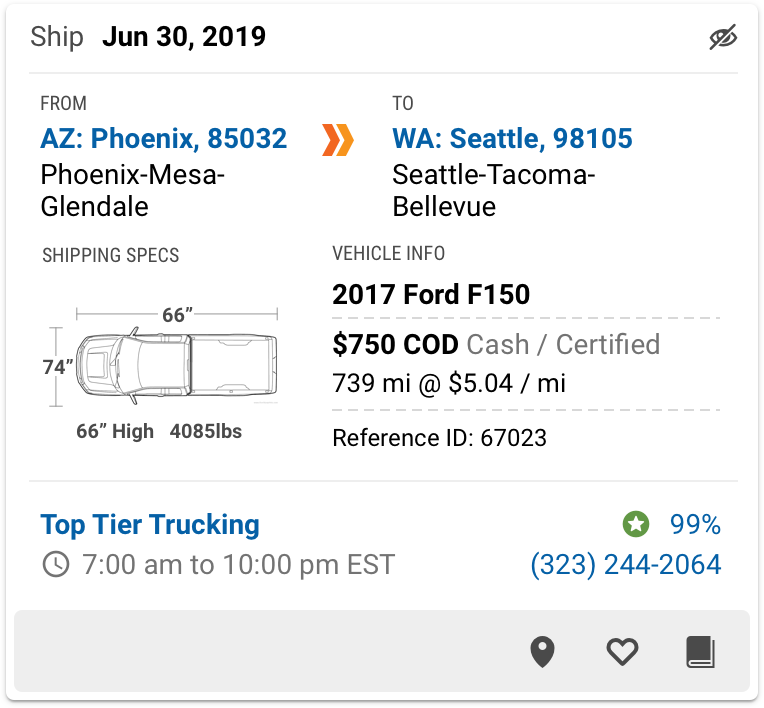 Ship Jun 30, 2019
FROM
AZ: Phoenix, 85032
Phoenix-Mesa-
Glendale
TO
WA: Seattle, 98105
Seattle-Tacoma-
Bellevue
SHIPPING SPECS
66”
74”
66” High 4085lbs
VEHICLE INFO
2017 Ford F150
$750 COD Cash / Certified
739 mi @ $5.04 / mi
Reference ID: 67023
Top Tier Trucking
99%
7:00 am to 10:00 pm EST
(323) 244-2064